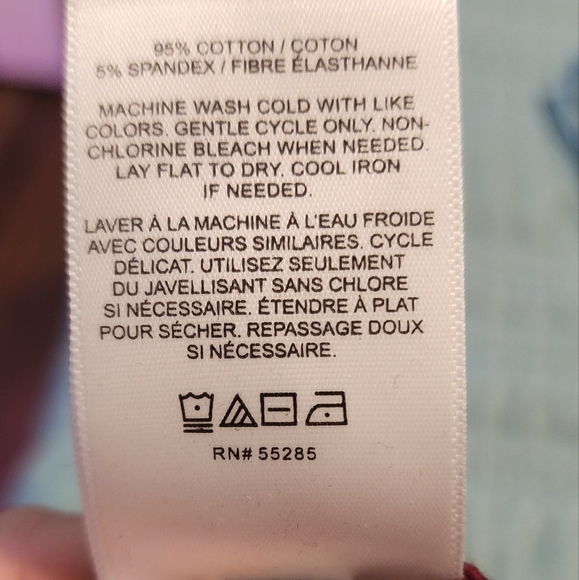 95% COTTON / COTON
5% SPANDEX / FIBRE ÉLASTHANNE
MACHINE WASH COLD WITH LIKE
COLORS. GENTLE CYCLE ONLY. NON-
CHLORINE BLEACH WHEN NEEDED.
LAY FLAT TO DRY. COOL IRON
IF NEEDED.
LAVER À LA MACHINE À L'EAU FROIDE
AVEC COULEURS SIMILAIRES. CYCLE
DÉLICAT. UTILISEZ SEULEMENT
DU JAVELLISANT SANS CHLORE
SI NÉCESSAIRE. ÉTENDRE À PLAT
POUR SÉCHER. REPASSAGE DOUX
SI NÉCESSAIRE.
RN# 55285